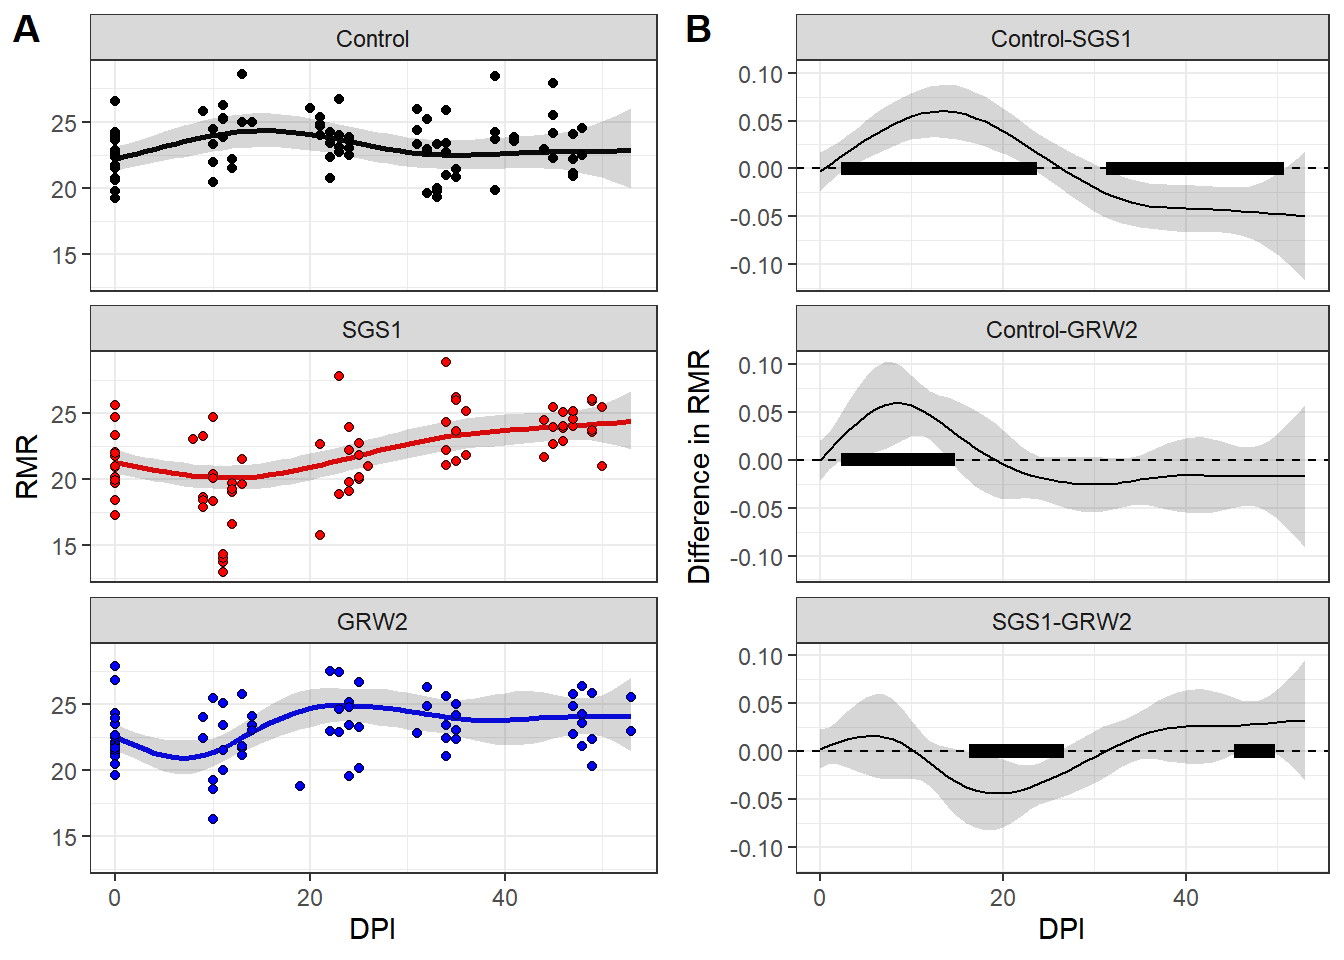 A
Control
25
20
15
SGS1
25
20
15
GRW2
25
20
15
0 20 40
DPI
RMR
B
Control-SGS1
0.10
0.05
0.00
-0.05
-0.10
Control-GRW2
0.10
0.05
0.00
-0.05
-0.10
SGS1-GRW2
0.10
0.05
0.00
-0.05
-0.10
0 20 40
DPI
Difference in RMR